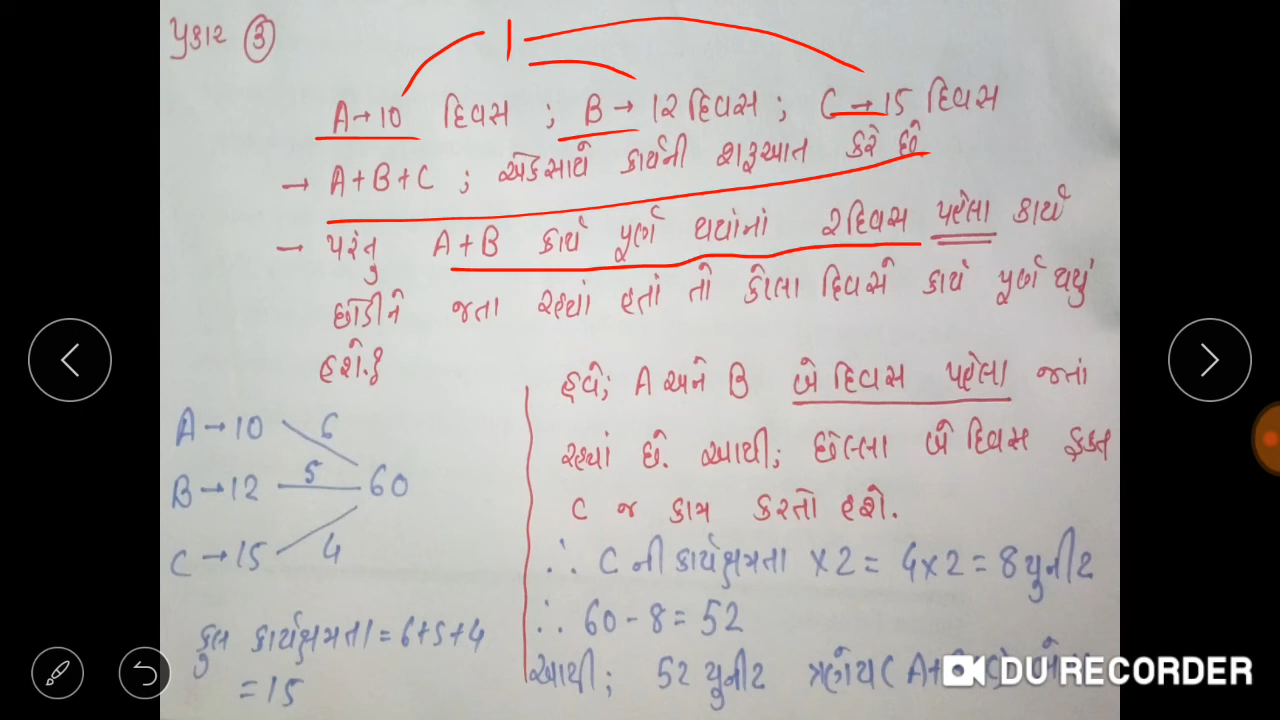 પ્રકાર ③
A → 10 દિવસ ; B → 12 દિવસ ; C → 15 દિવસ
→ A + B + C ; એકસાથે કાર્યની શરૂઆત કરે છે
→ પરંતુ A + B કાર્ય પૂર્ણ થયાંનાં 2 દિવસ પહેલા કાર્ય
છોડીને જતા રહ્યાં હતાં તો કેટલા દિવસે કાર્ય પૂર્ણ થયું
હશે.?
A → 10 6
B → 12 5 60
C → 15 4
કુલ કાર્યક્ષમતા = 6+5+4
= 15
હવે; A અને B બે દિવસ પહેલા જતાં
રહ્યાં છે. આથી; છેલ્લા બે દિવસ ફક્ત
C જ કામ કરતો હશે.
∴ C ની કાર્યક્ષમતા × 2 = 4 × 2 = 8 યુનીટ
∴ 60 - 8 = 52
આથી; 52 યુનીટ ત્રણેય ( A+
DU RECORDER